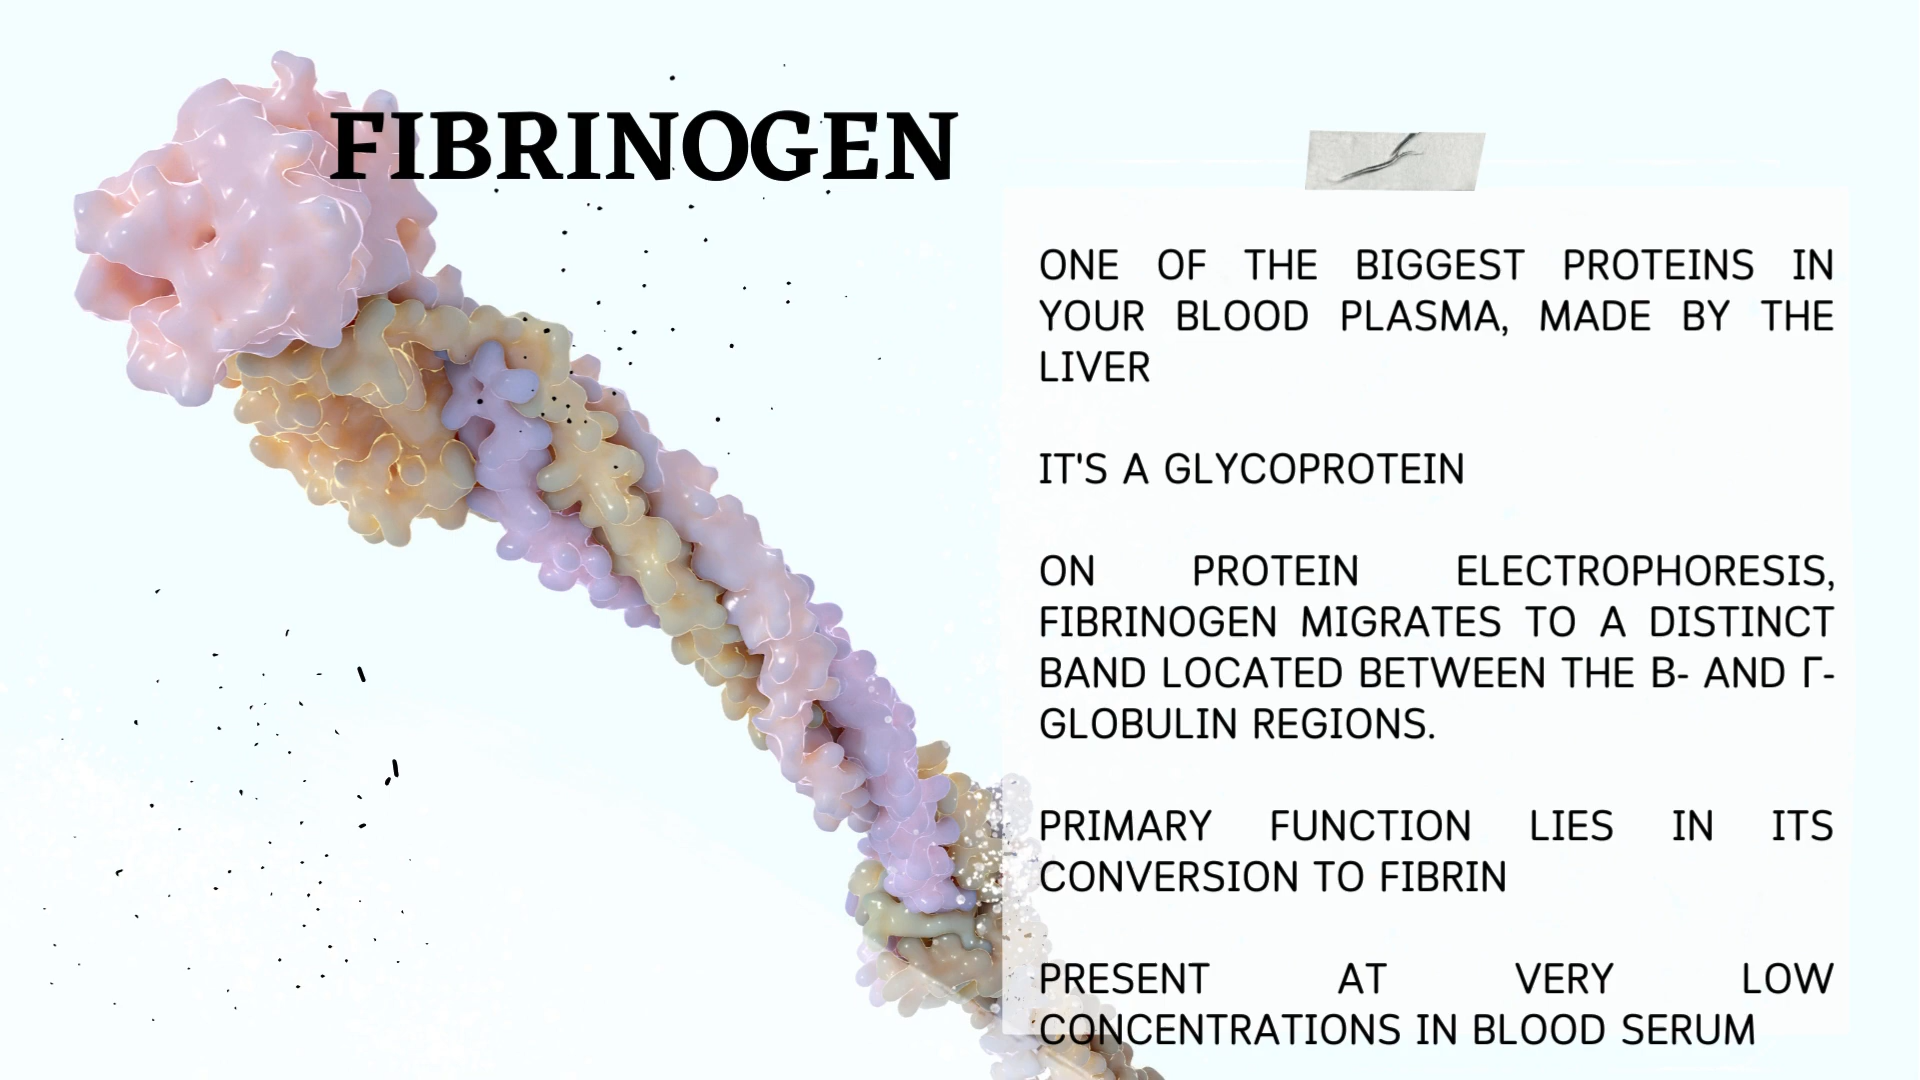 FIBRINOGEN
ONE OF THE BIGGEST PROTEINS IN
YOUR BLOOD PLASMA, MADE BY THE
LIVER
IT'S A GLYCOPROTEIN
ON PROTEIN ELECTROPHORESIS,
FIBRINOGEN MIGRATES TO A DISTINCT
BAND LOCATED BETWEEN THE Β- AND Γ-
GLOBULIN REGIONS.
PRIMARY FUNCTION LIES IN ITS
CONVERSION TO FIBRIN
PRESENT AT VERY LOW
CONCENTRATIONS IN BLOOD SERUM